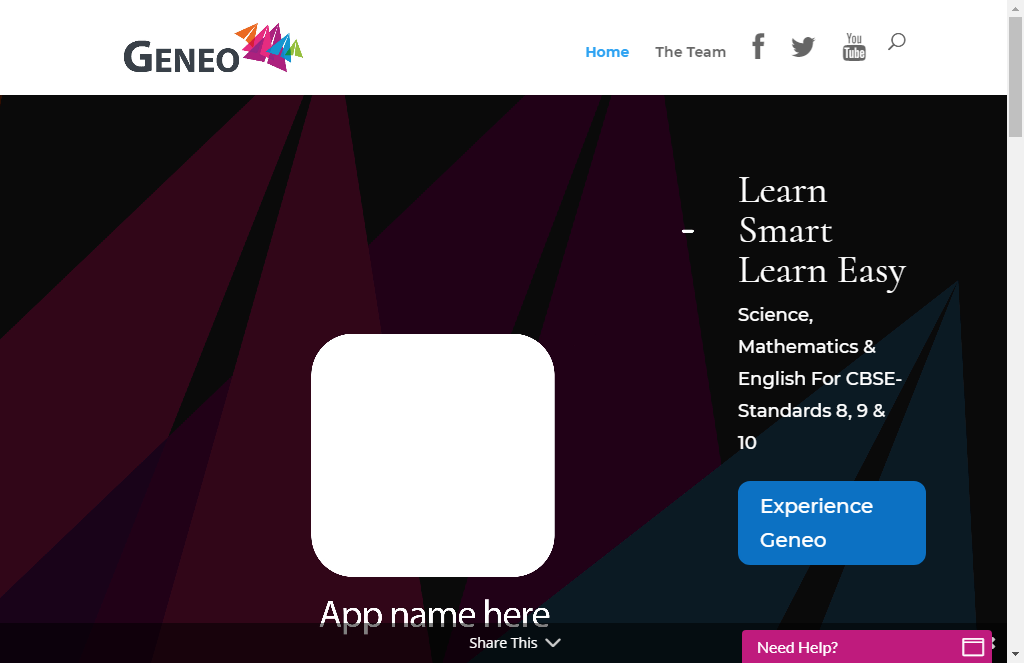 GENEO
Home
The Team
You
Tube
Learn
Smart
Learn Easy
Science,
Mathematics &
English For CBSE-
Standards 8, 9 &
10
Experience
Geneo
App name here
Share This
Need Help?